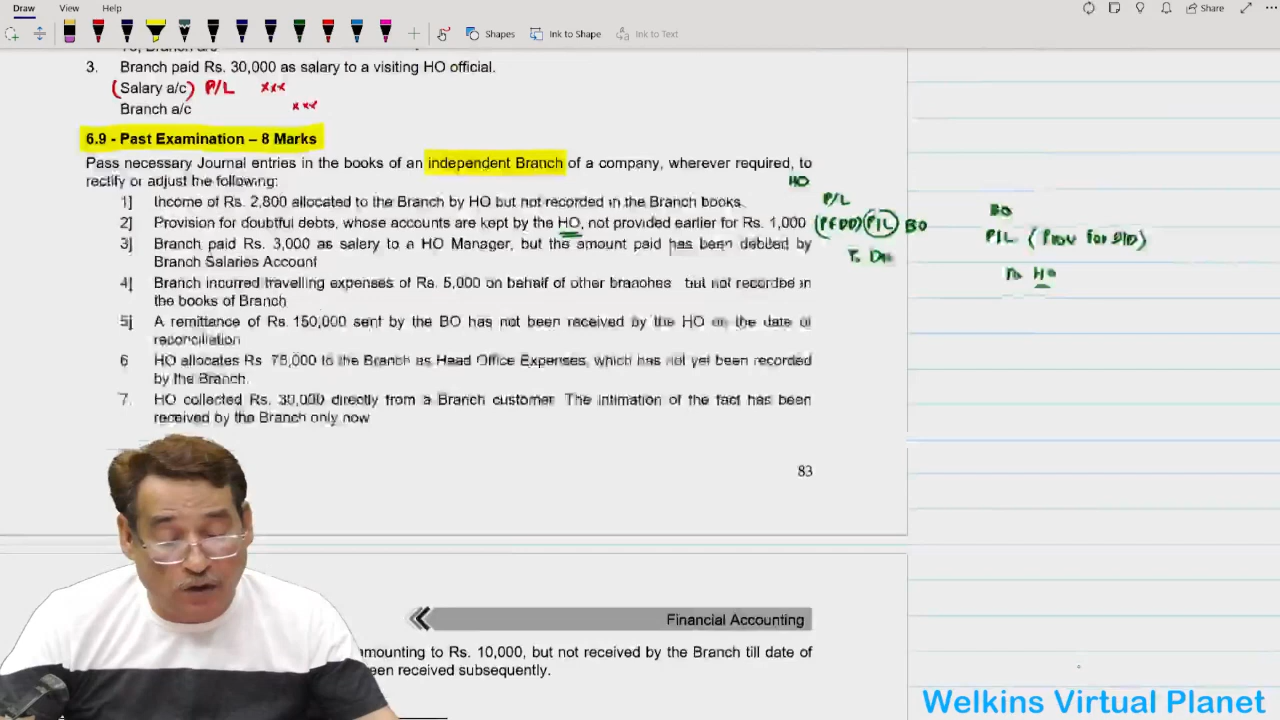 Draw View Help
Share
Shapes Ink to Shape Ink to Text
3. Branch paid Rs. 30,000 as salary to a visiting HO official.
(Salary a/c) P/L xxx
Branch a/c xxx
6.9 - Past Examination – 8 Marks
Pass necessary Journal entries in the books of an independent Branch of a company, wherever required, to
rectify or adjust the following:
HO
1] Income of Rs. 2,800 allocated to the Branch by HO but not recorded in the Branch books.
P/L
BO
2] Provision for doubtful debts, whose accounts are kept by the HO, not provided earlier for Rs. 1,000
(PFDD) (P/L) BO
P/L (Prov for D/D)
3] Branch paid Rs. 3,000 as salary to a HO Manager, but the amount paid has been debited by
Branch Salaries Account
To
To HO
4] Branch incurred travelling expenses of Rs. 5,000 on behalf of other branches but not recorded in
the books of Branch
5] A remittance of Rs. 150,000 sent by the BO has not been received by the HO on the date of
reconciliation
6 HO allocates Rs 75,000 to the Branch as Head Office Expenses, which has not yet been recorded
by the Branch.
7. HO collected Rs. 30,000 directly from a Branch customer The intimation of the fact has been
received by the Branch only now
83
Financial Accounting
amounting to Rs. 10,000, but not received by the Branch till date of
een received subsequently.
Welkins Virtual Planet